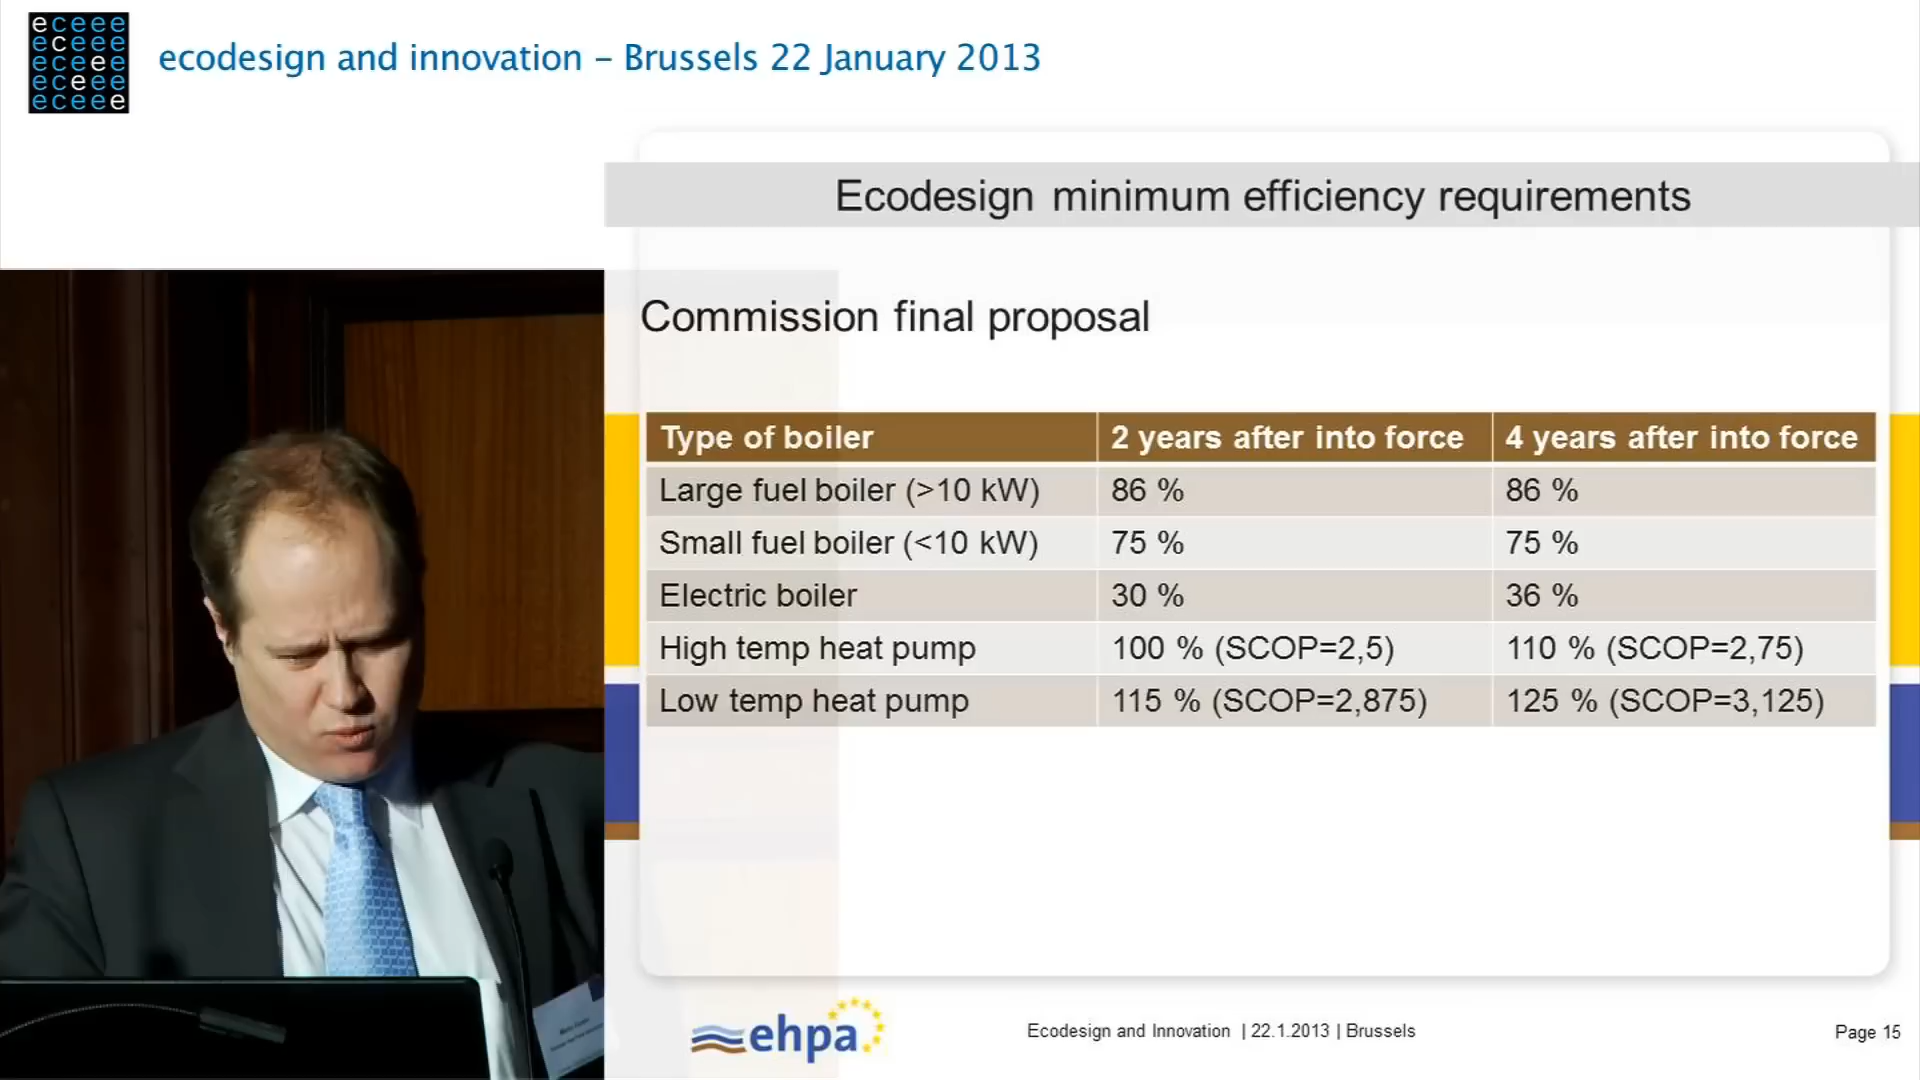 eceee
eceee
eceee
eceee
eceee
ecodesign and innovation – Brussels 22 January 2013
Ecodesign minimum efficiency requirements
Commission final proposal
Type of boiler 2 years after into force 4 years after into force
Large fuel boiler (>10 kW) 86 % 86 %
Small fuel boiler (<10 kW) 75 % 75 %
Electric boiler 30 % 36 %
High temp heat pump 100 % (SCOP=2,5) 110 % (SCOP=2,75)
Low temp heat pump 115 % (SCOP=2,875) 125 % (SCOP=3,125)
ehpa
Ecodesign and Innovation | 22.1.2013 | Brussels
Page 15